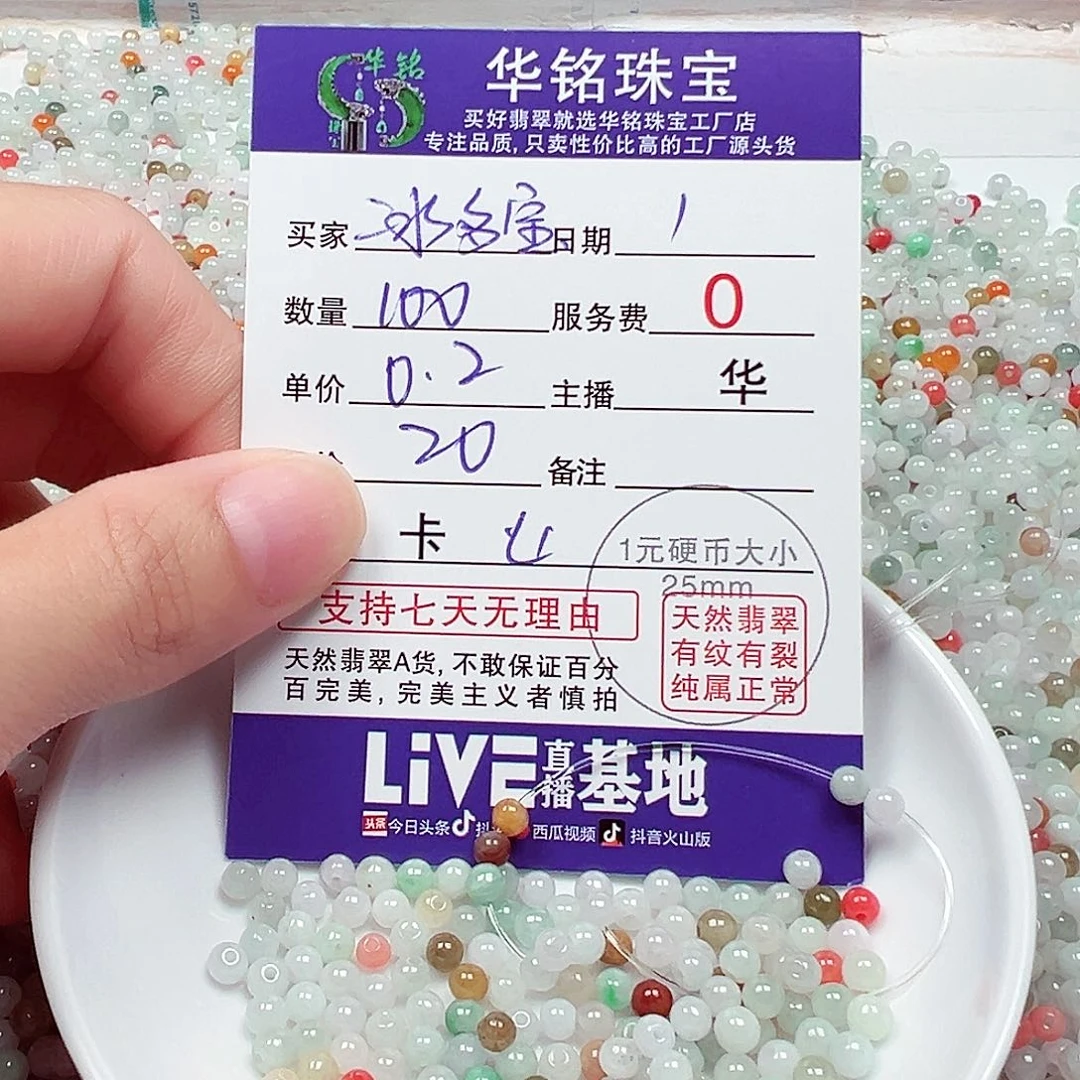 华铭
华铭珠宝
买好翡翠就选华铭珠宝工厂店
专注品质,只卖性价比高的工厂源头货
买家 日期 1
数量 100 服务费 0
单价 0.2 主播 华
20 备注
卡
1元硬币大小
25mm
支持七天无理由
天然翡翠
有纹有裂
纯属正常
天然翡翠A货,不敢保证百分
百完美,完美主义者慎拍
LiVE直播基地
头条 今日头条 抖 西瓜视频 抖音火山版